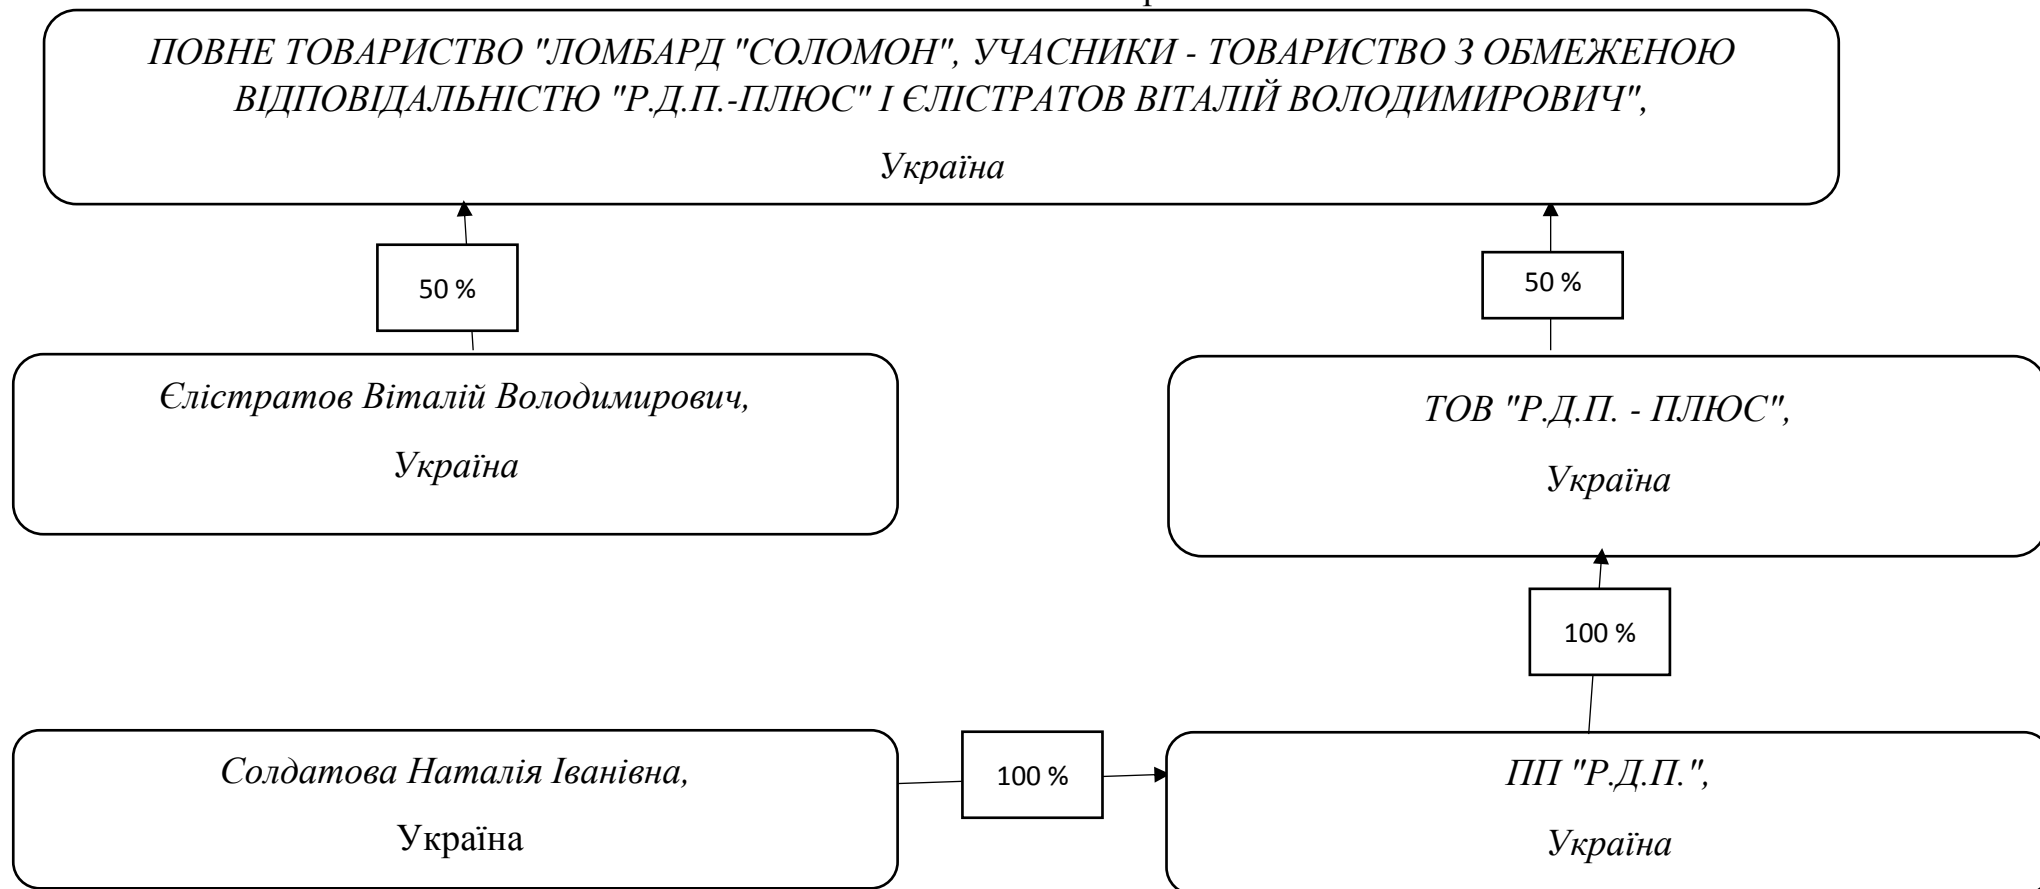 ПОВНЕ ТОВАРИСТВО "ЛОМБАРД "СОЛОМОН", УЧАСНИКИ - ТОВАРИСТВО З ОБМЕЖЕНОЮ
ВІДПОВІДАЛЬНІСТЮ "Р.Д.П.-ПЛЮС" І ЄЛІСТРАТОВ ВІТАЛІЙ ВОЛОДИМИРОВИЧ",
Україна
50 %
50 %
Єлістратов Віталій Володимирович,
Україна
ТОВ "Р.Д.П. - ПЛЮС",
Україна
100 %
Солдатова Наталія Іванівна,
Україна
100 %
ПП "Р.Д.П.",
Україна